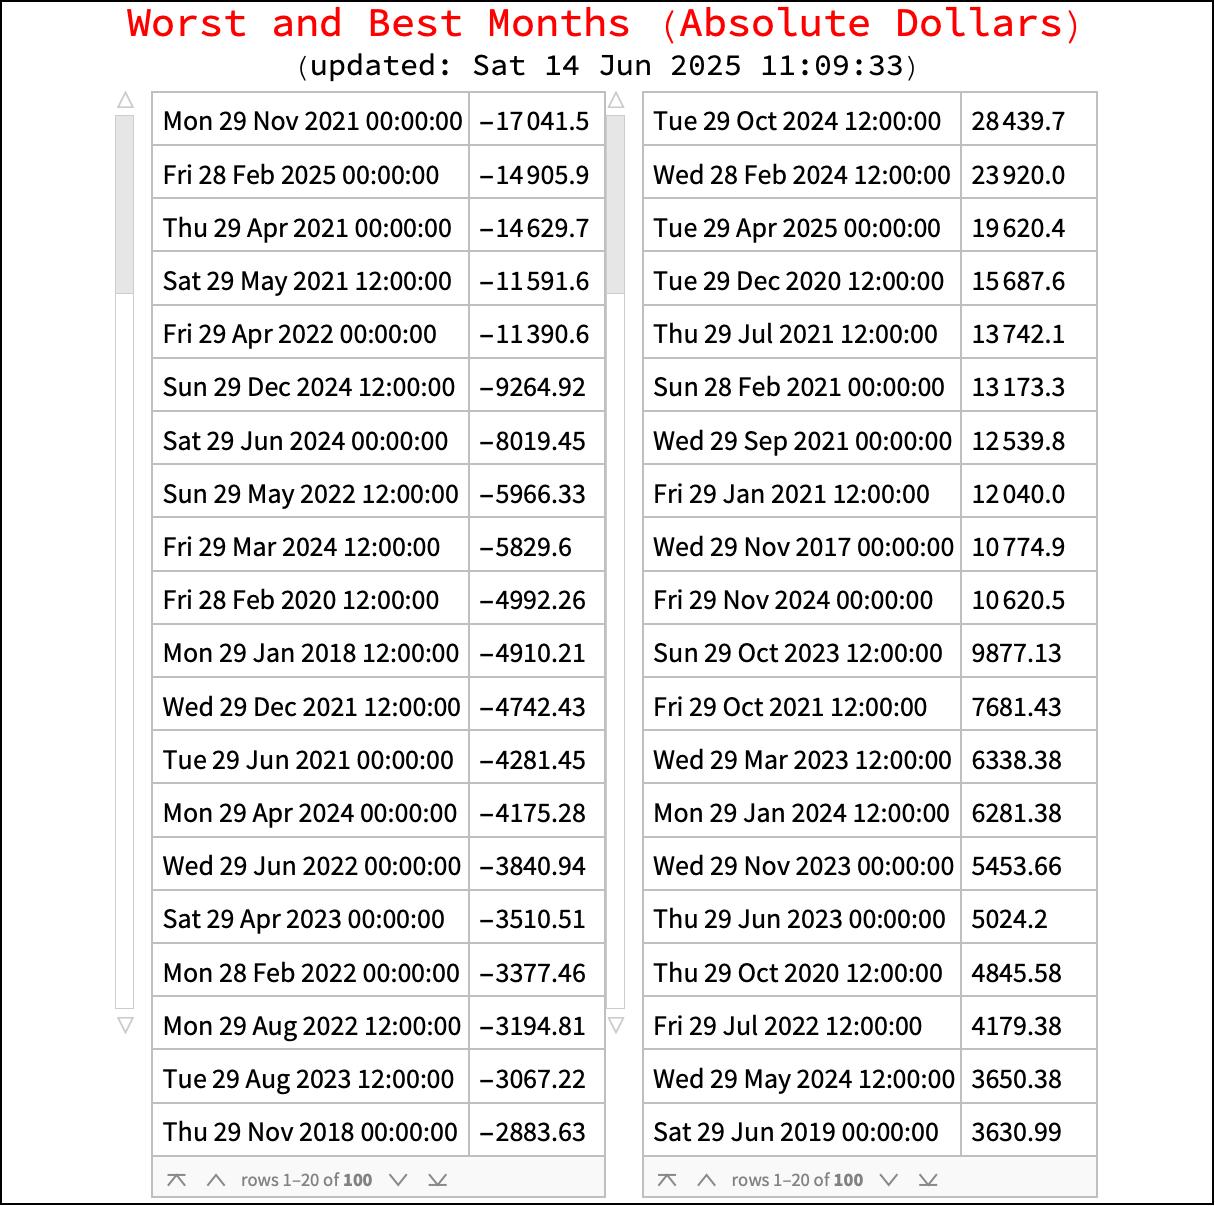 Worst and Best Months (Absolute Dollars)
(updated: Sat 14 Jun 2025 11:09:33)
Mon 29 Nov 2021 00:00:00 −17041.5 Tue 29 Oct 2024 12:00:00 28439.7
Fri 28 Feb 2025 00:00:00 −14905.9 Wed 28 Feb 2024 12:00:00 23920.0
Thu 29 Apr 2021 00:00:00 −14629.7 Tue 29 Apr 2025 00:00:00 19620.4
Sat 29 May 2021 12:00:00 −11591.6 Tue 29 Dec 2020 12:00:00 15687.6
Fri 29 Apr 2022 00:00:00 −11390.6 Thu 29 Jul 2021 12:00:00 13742.1
Sun 29 Dec 2024 12:00:00 −9264.92 Sun 28 Feb 2021 00:00:00 13173.3
Sat 29 Jun 2024 00:00:00 −8019.45 Wed 29 Sep 2021 00:00:00 12539.8
Sun 29 May 2022 12:00:00 −5966.33 Fri 29 Jan 2021 12:00:00 12040.0
Fri 29 Mar 2024 12:00:00 −5829.6 Wed 29 Nov 2017 00:00:00 10774.9
Fri 28 Feb 2020 12:00:00 −4992.26 Fri 29 Nov 2024 00:00:00 10620.5
Mon 29 Jan 2018 12:00:00 −4910.21 Sun 29 Oct 2023 12:00:00 9877.13
Wed 29 Dec 2021 12:00:00 −4742.43 Fri 29 Oct 2021 12:00:00 7681.43
Tue 29 Jun 2021 00:00:00 −4281.45 Wed 29 Mar 2023 12:00:00 6338.38
Mon 29 Apr 2024 00:00:00 −4175.28 Mon 29 Jan 2024 12:00:00 6281.38
Wed 29 Jun 2022 00:00:00 −3840.94 Wed 29 Nov 2023 00:00:00 5453.66
Sat 29 Apr 2023 00:00:00 −3510.51 Thu 29 Jun 2023 00:00:00 5024.2
Mon 28 Feb 2022 00:00:00 −3377.46 Thu 29 Oct 2020 12:00:00 4845.58
Mon 29 Aug 2022 12:00:00 −3194.81 Fri 29 Jul 2022 12:00:00 4179.38
Tue 29 Aug 2023 12:00:00 −3067.22 Wed 29 May 2024 12:00:00 3650.38
Thu 29 Nov 2018 00:00:00 −2883.63 Sat 29 Jun 2019 00:00:00 3630.99
rows 1–20 of 100 rows 1–20 of 100